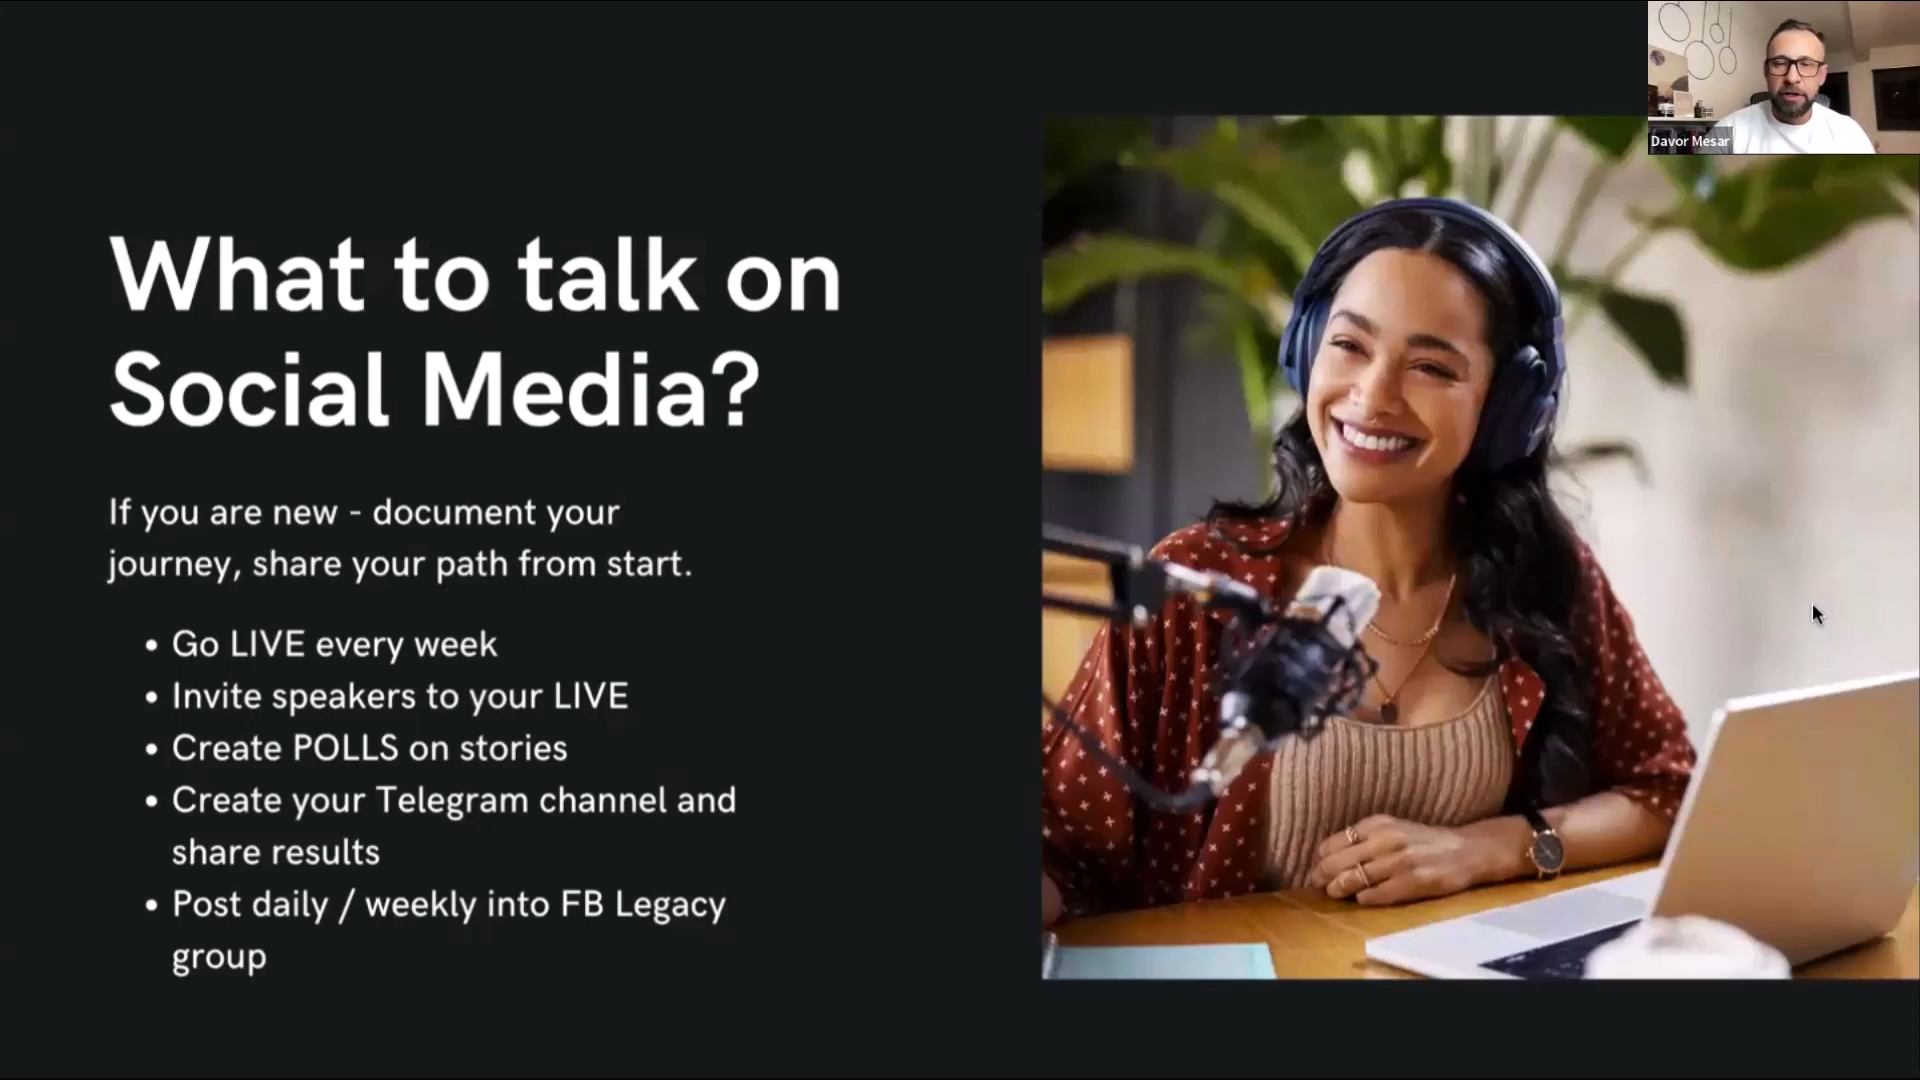 Davor Mesar
What to talk on
Social Media?
If you are new - document your
journey, share your path from start.
• Go LIVE every week
• Invite speakers to your LIVE
• Create POLLS on stories
• Create your Telegram channel and
share results
• Post daily / weekly into FB Legacy
group